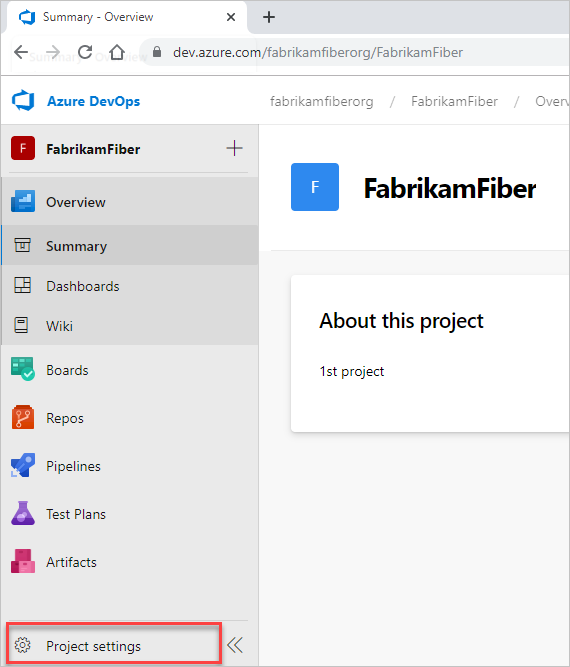 Summary - Overview
dev.azure.com/fabrikamfiberorg/FabrikamFiber
Azure DevOps
fabrikamfiberorg / FabrikamFiber / Overv
F FabrikamFiber
F FabrikamFiber
Overview
Summary
Dashboards
Wiki
Boards
Repos
Pipelines
Test Plans
Artifacts
Project settings
About this project
1st project